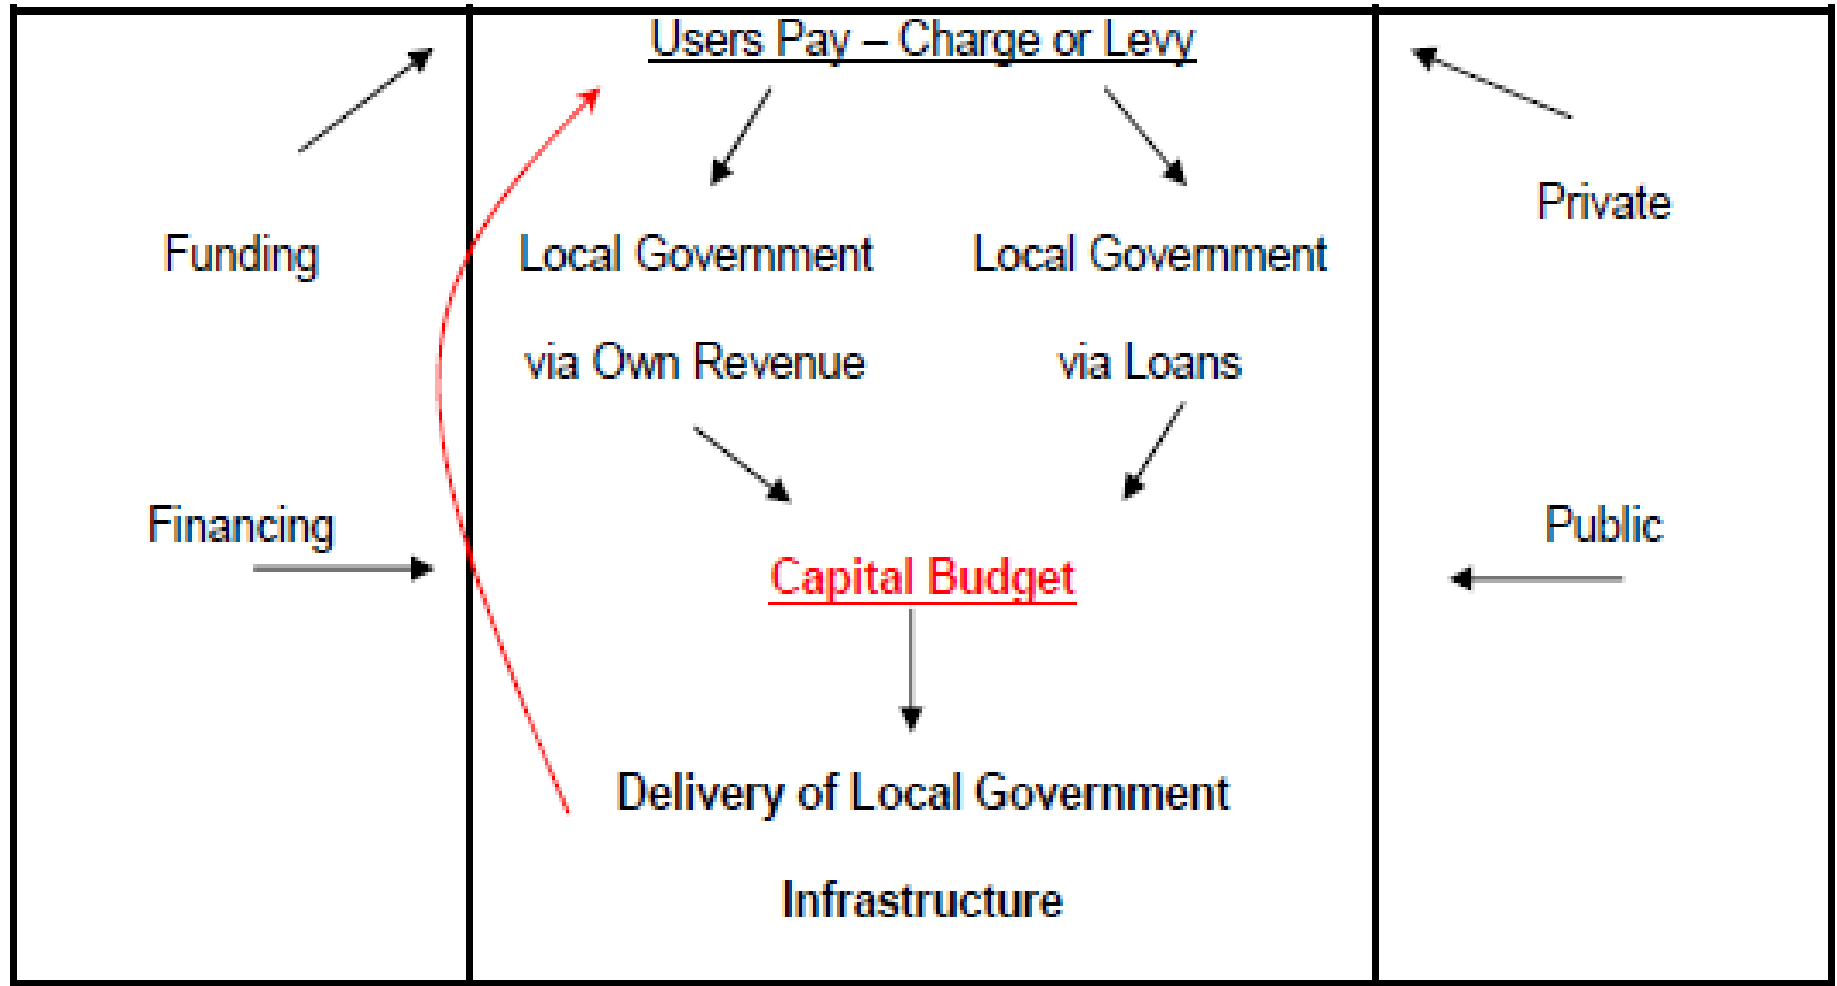 Users Pay – Charge or Levy
Funding
Local Government
via Own Revenue
Local Government
via Loans
Private
Financing
Capital Budget
Public
Delivery of Local Government
Infrastructure